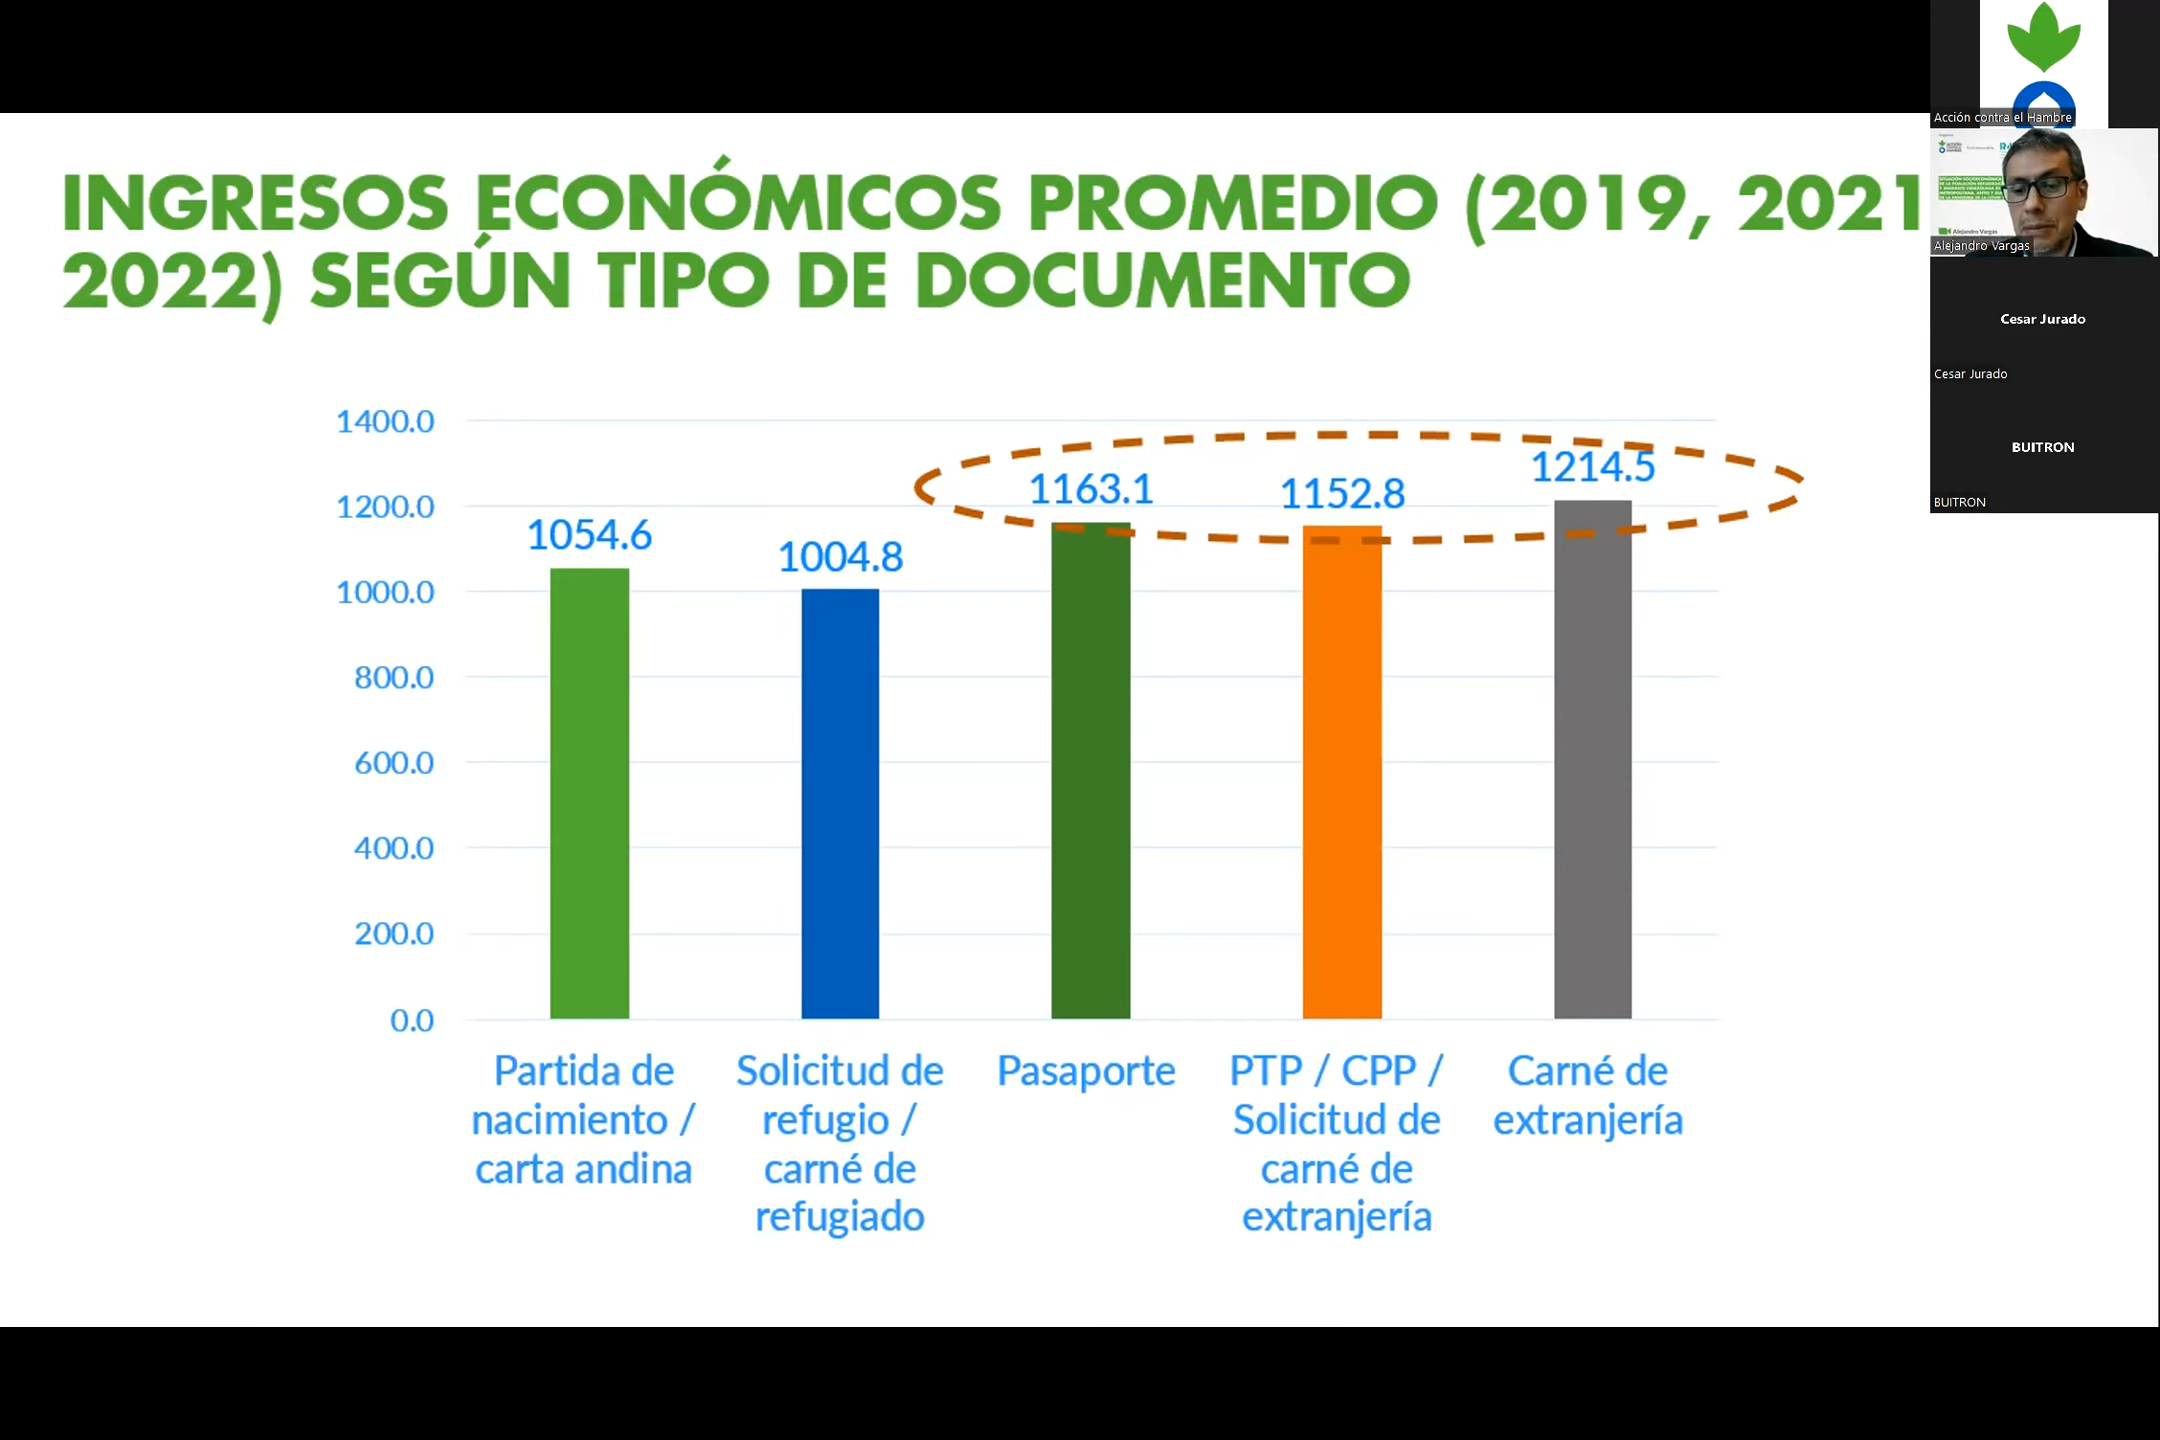 INGRESOS ECONÓMICOS PROMEDIO (2019, 2021
2022) SEGÚN TIPO DE DOCUMENTO
1400.0
1200.0
1000.0
800.0
600.0
400.0
200.0
0.0
1054.6
1004.8
1163.1
1152.8
1214.5
Partida de
nacimiento /
carta andina
Solicitud de
refugio /
carné de
refugiado
Pasaporte
PTP / CPP /
Solicitud de
carné de
extranjería
Carné de
extranjería
Acción contra el Hambre
Alejandro Vargas
Alejandro Vargas
Cesar Jurado
Cesar Jurado
BUITRON
BUITRON